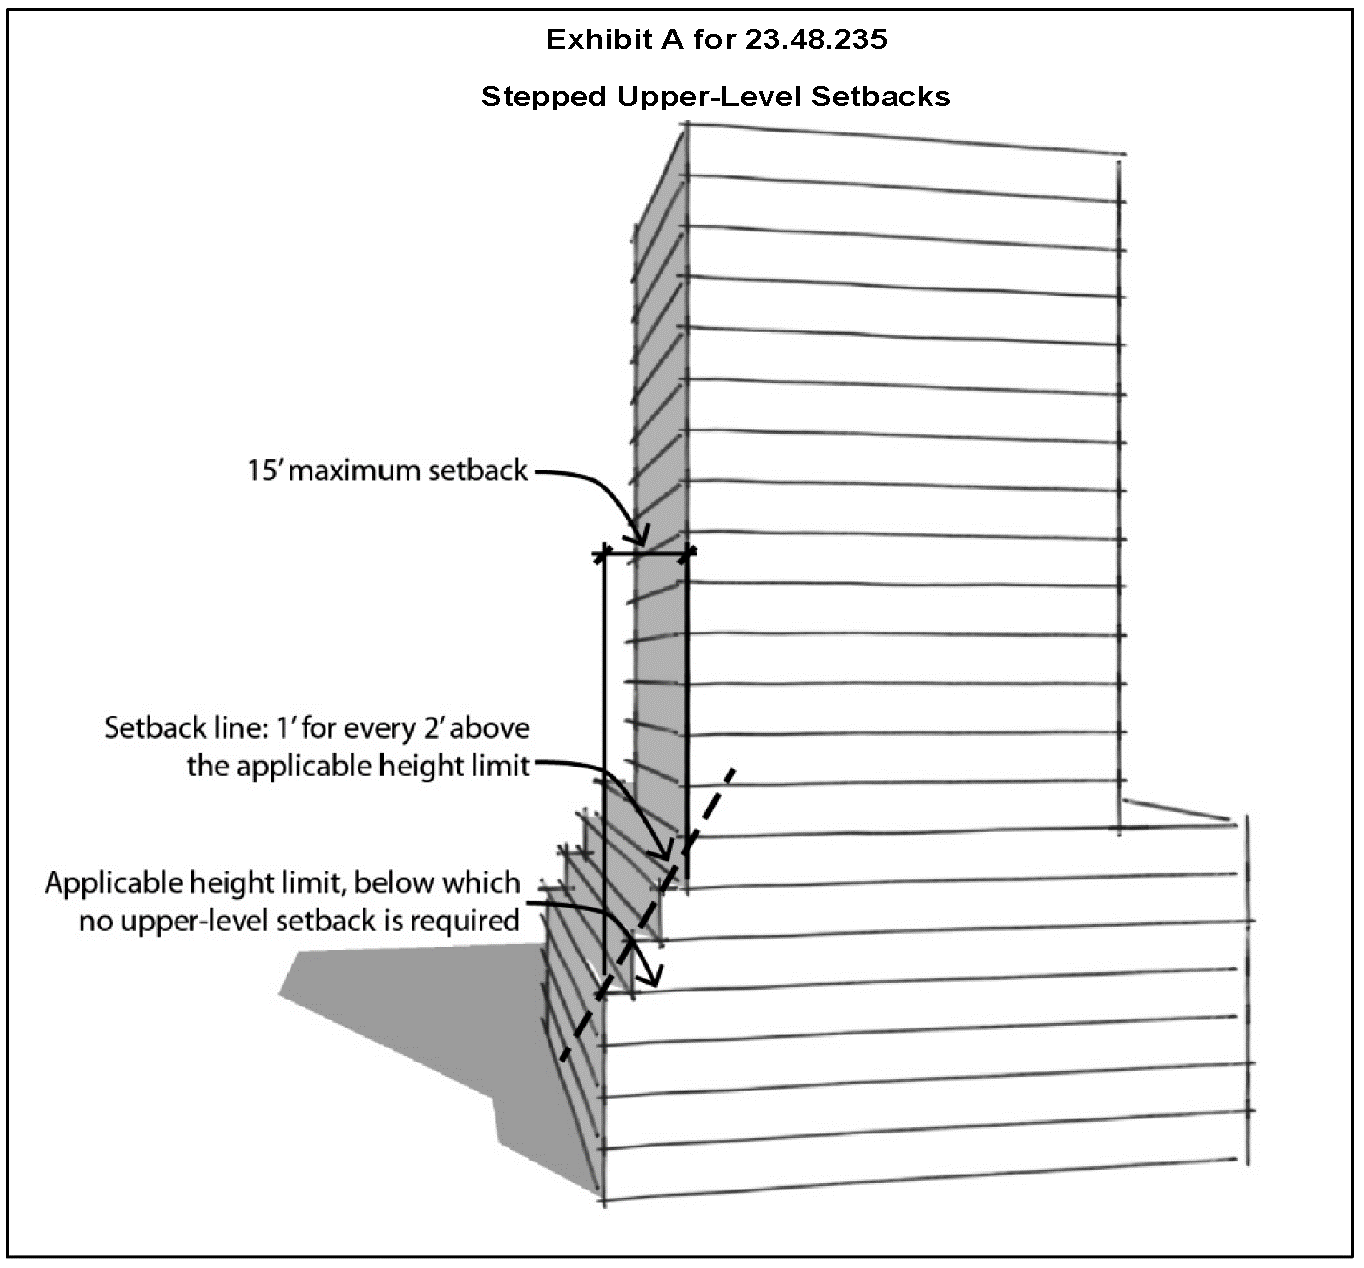 Exhibit A for 23.48.235
Stepped Upper-Level Setbacks
15' maximum setback
Setback line: 1' for every 2' above
the applicable height limit
Applicable height limit, below which
no upper-level setback is required